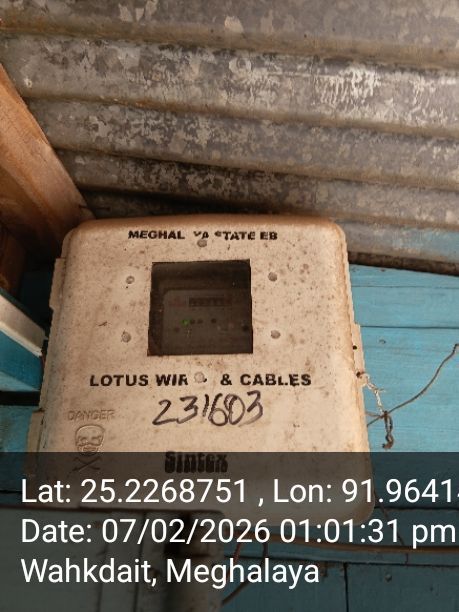 MEGHAL YA STATE EB
LOTUS WIR & CABLES
231603
DANGER
Sintex
Lat: 25.2268751 , Lon: 91.9641
Date: 07/02/2026 01:01:31 pm
Wahkdait, Meghalaya